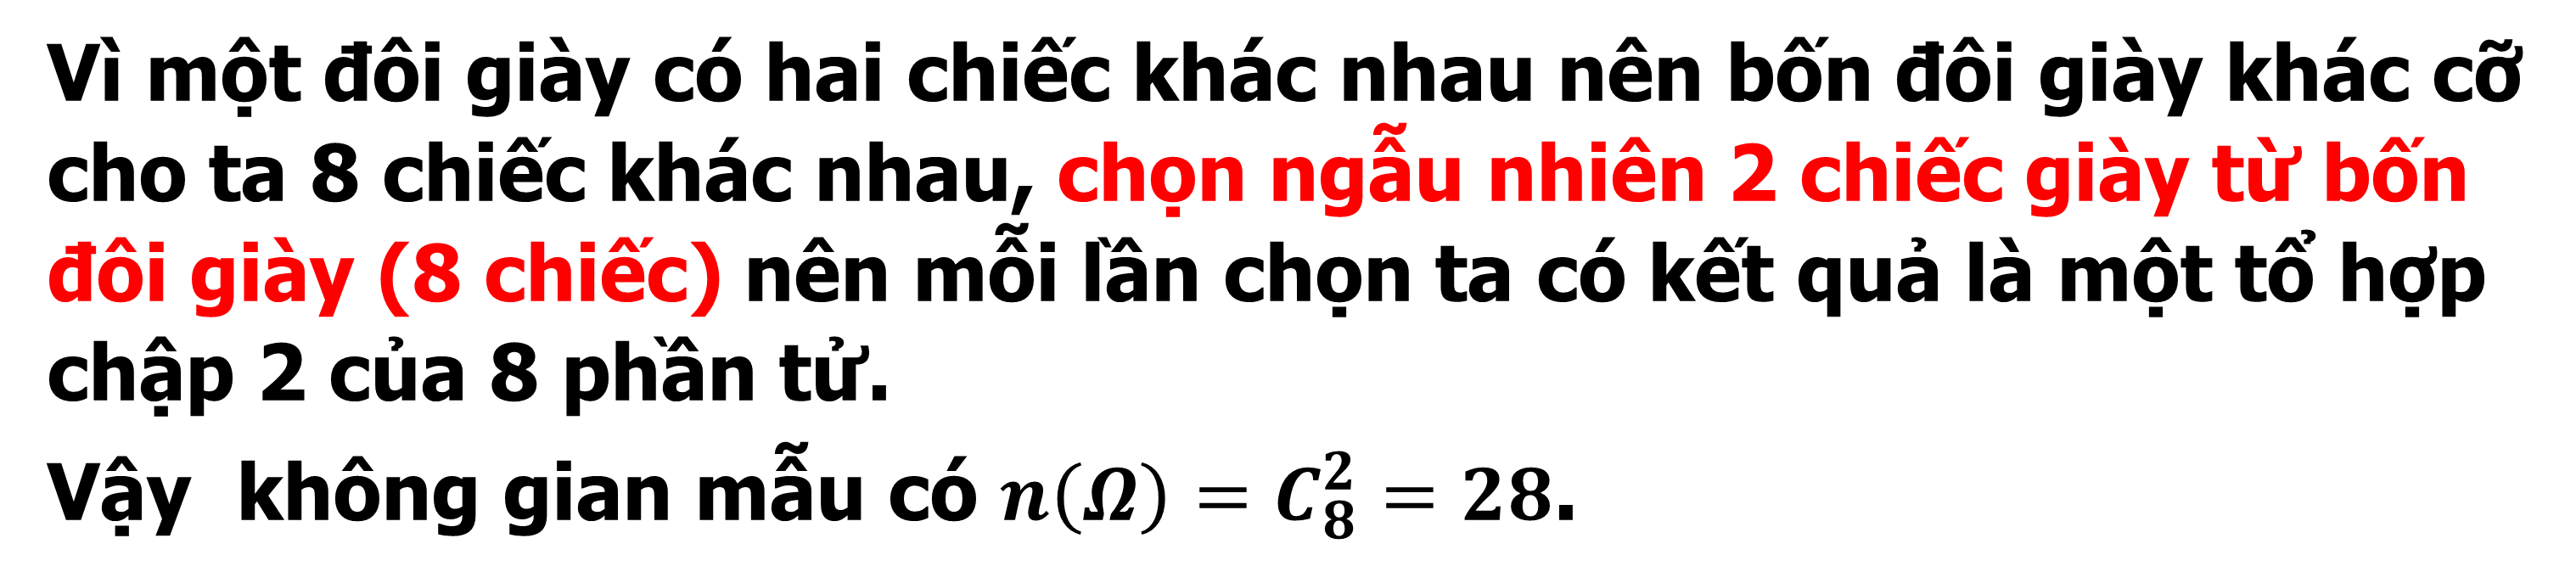 Vì một đôi giày có hai chiếc khác nhau nên bốn đôi giày khác cỡ
cho ta 8 chiếc khác nhau, chọn ngẫu nhiên 2 chiếc giày từ bốn
đôi giày (8 chiếc) nên mỗi lần chọn ta có kết quả là một tổ hợp
chập 2 của 8 phần tử.
Vậy không gian mẫu có $n(\Omega) = C_8^2 = 28$.